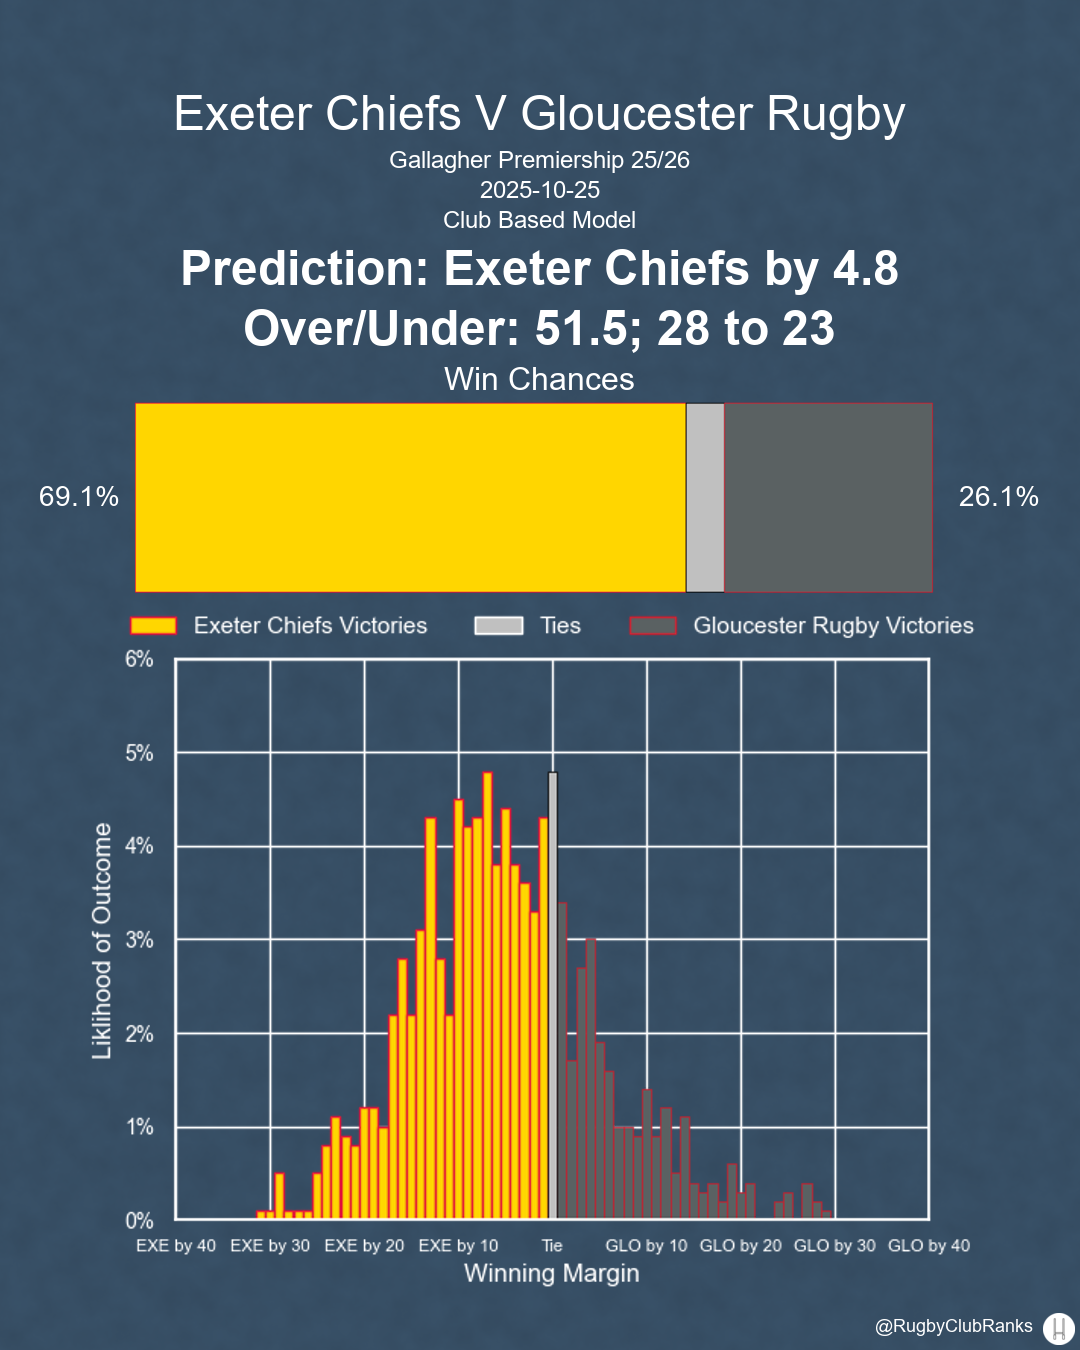 Exeter Chiefs V Gloucester Rugby
Gallagher Premiership 25/26
2025-10-25
Club Based Model
Prediction: Exeter Chiefs by 4.8
Over/Under: 51.5; 28 to 23
Win Chances
69.1%
26.1%
Exeter Chiefs Victories
Ties
Gloucester Rugby Victories
6%
5%
4%
3%
2%
1%
0%
Liklihood of Outcome
EXE by 40
EXE by 30
EXE by 20
EXE by 10
Tie
GLO by 10
GLO by 20
GLO by 30
GLO by 40
Winning Margin
@RugbyClubRanks